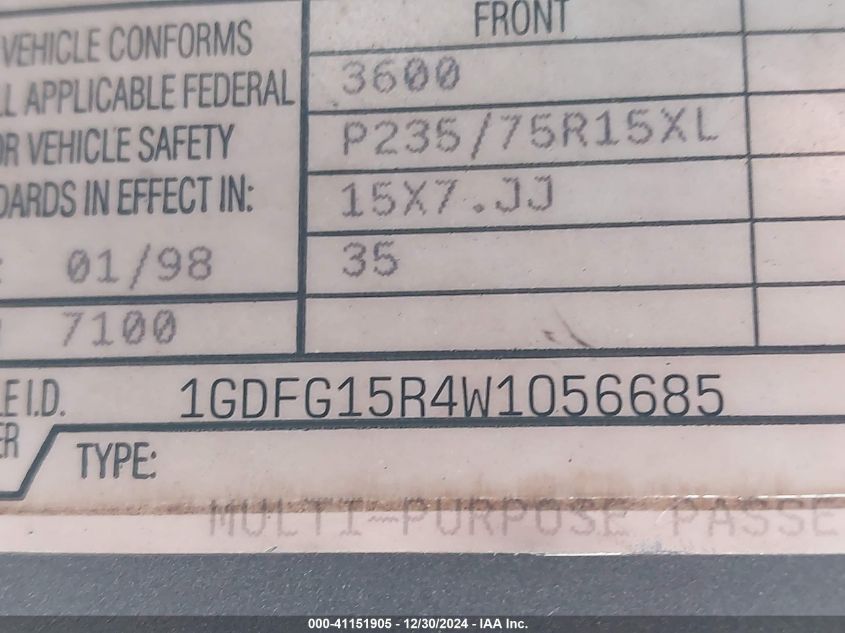 FRONT
VEHICLE CONFORMS
3600
LL APPLICABLE FEDERAL
P235/75R15XL
OR VEHICLE SAFETY
DARDS IN EFFECT IN:
15X7.JJ
01/98
35
7100
LE I.D.
1GDFG15R4W1056685
ER
TYPE:
MULTI-PURPOSE PASSE
000-41151905 - 12/30/2024 - IAA Inc.